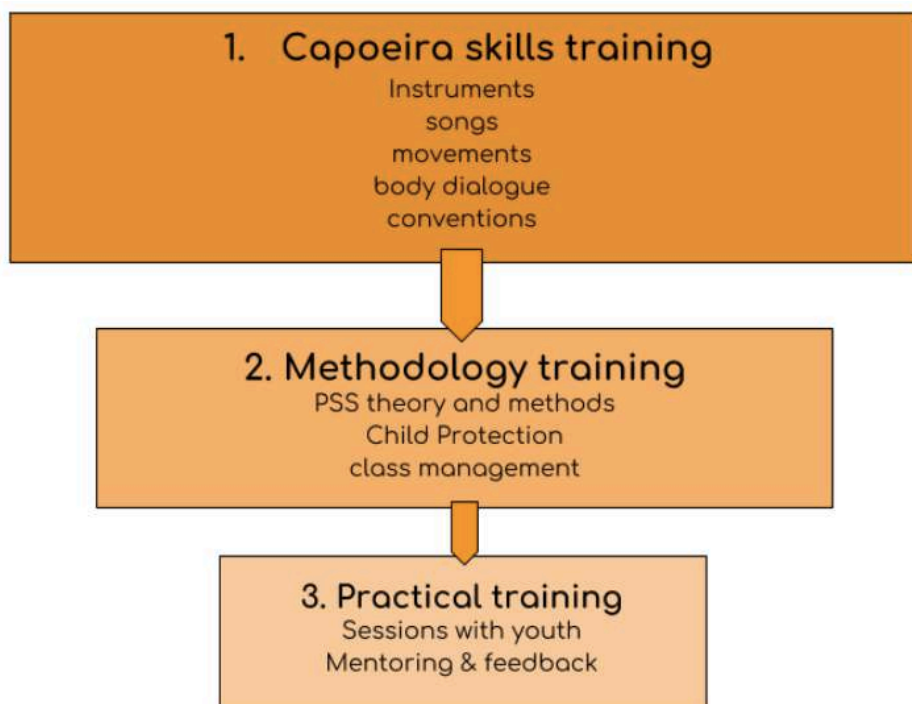 1. Capoeira skills training
Instruments
songs
movements
body dialogue
conventions
2. Methodology training
PSS theory and methods
Child Protection
class management
3. Practical training
Sessions with youth
Mentoring & feedback